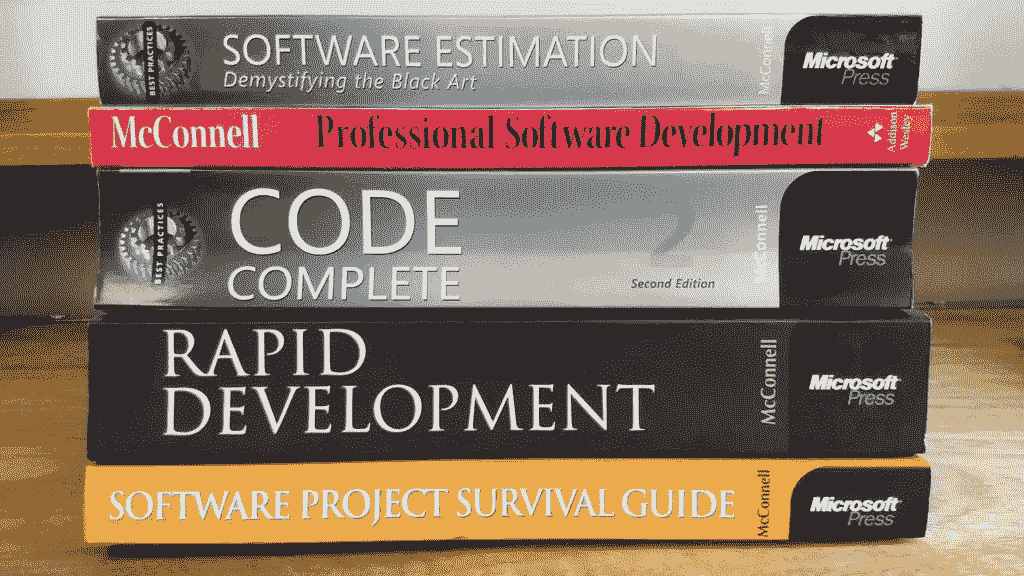 BEST PRACTICES
SOFTWARE ESTIMATION
Demystifying the Black Art
McConnell
Microsoft
Press
McConnell
Professional Software Development
Addison
Wesley
BEST PRACTICES
CODE
COMPLETE
2
Second Edition
McConnell
Microsoft
Press
RAPID
DEVELOPMENT
McConnell
Microsoft
Press
SOFTWARE PROJECT SURVIVAL GUIDE
McConnell
Microsoft
Press